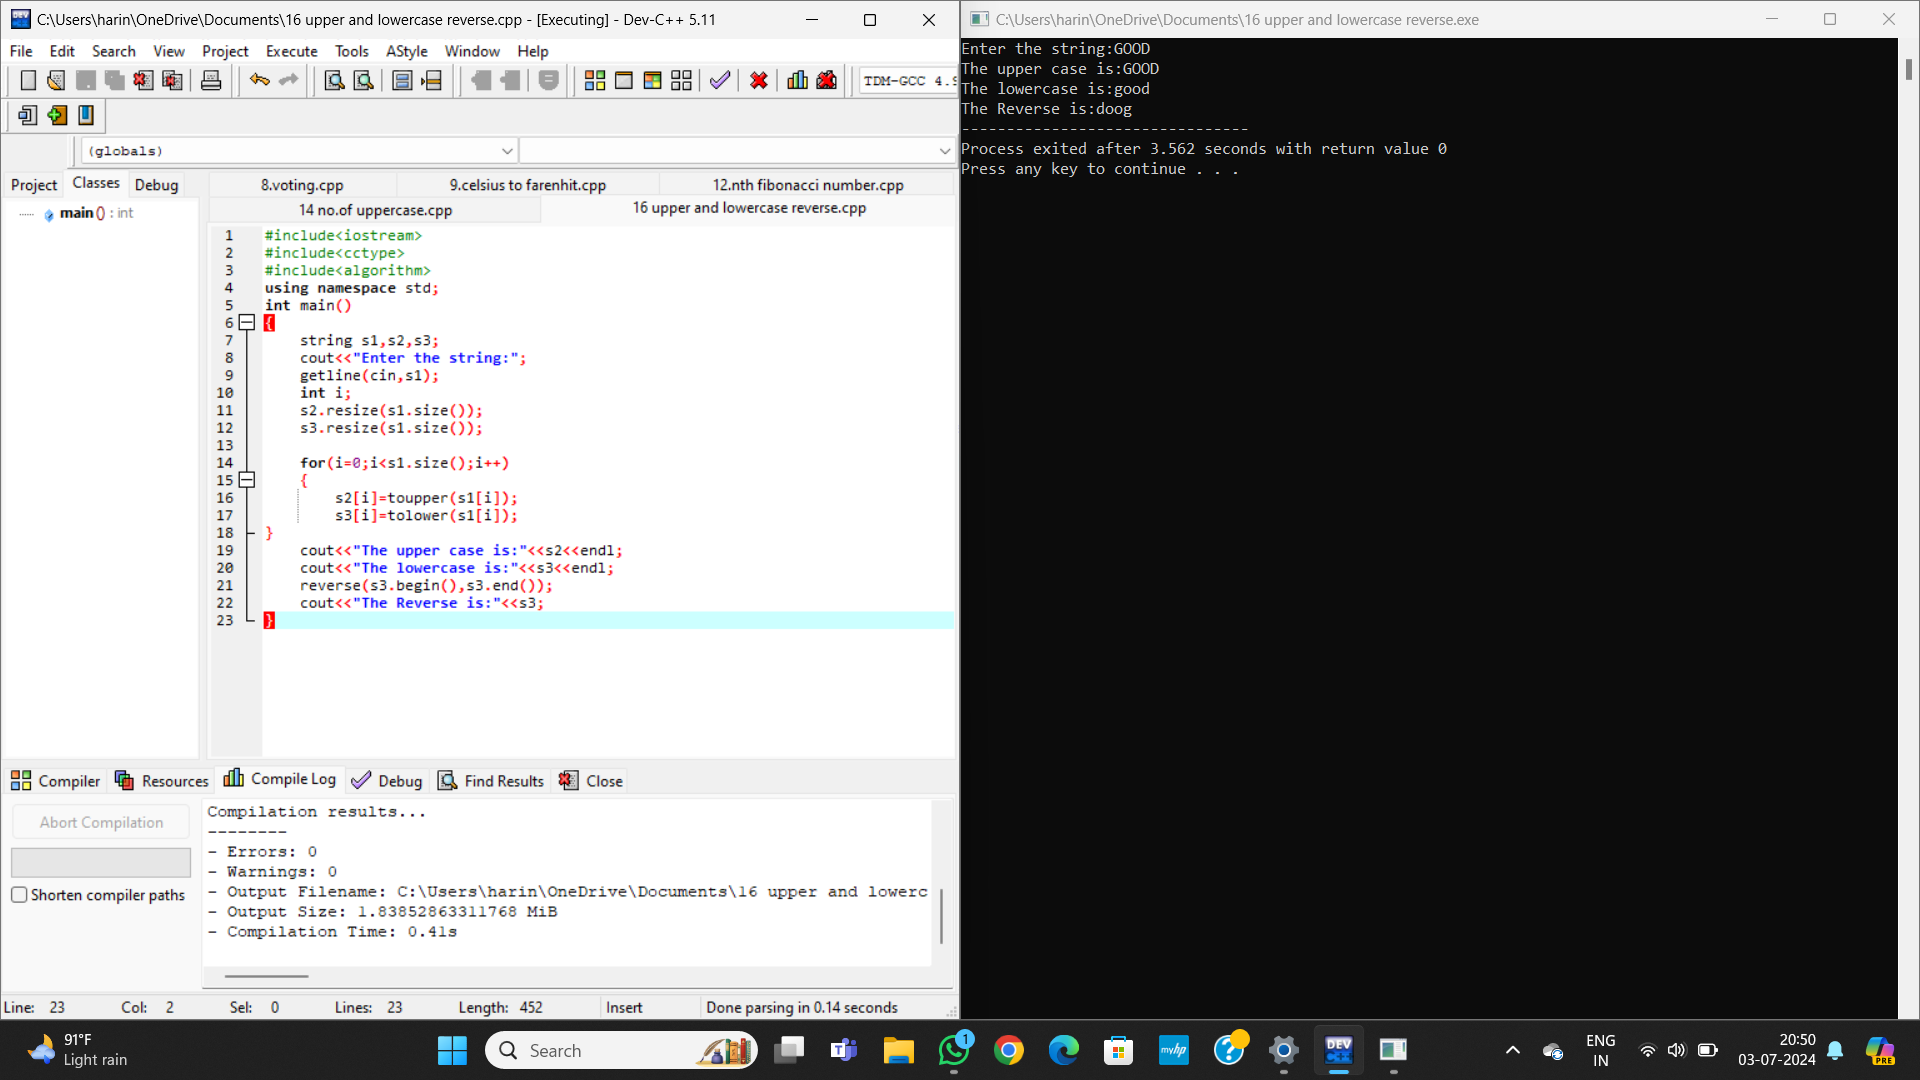 C:\Users\harin\OneDrive\Documents\16 upper and lowercase reverse.cpp - [Executing] - Dev-C++ 5.11
File Edit Search View Project Execute Tools AStyle Window Help
TDM-GCC 4.9
(globals)
Project Classes Debug
8.voting.cpp 9.celsius to farenhit.cpp 12.nth fibonacci number.cpp
14 no.of uppercase.cpp 16 upper and lowercase reverse.cpp
main() : int
1 #include<iostream>
2 #include<cctype>
3 #include<algorithm>
4 using namespace std;
5 int main()
6 {
7 string s1,s2,s3;
8 cout<<"Enter the string:";
9 getline(cin,s1);
10 int i;
11 s2.resize(s1.size());
12 s3.resize(s1.size());
13
14 for(i=0;i<s1.size();i++)
15 {
16 s2[i]=toupper(s1[i]);
17 s3[i]=tolower(s1[i]);
18 }
19 cout<<"The upper case is:"<<s2<<endl;
20 cout<<"The lowercase is:"<<s3<<endl;
21 reverse(s3.begin(),s3.end());
22 cout<<"The Reverse is:"<<s3;
23 }
Compiler Resources Compile Log Debug Find Results Close
Abort Compilation
Shorten compiler paths
Compilation results...
--------
- Errors: 0
- Warnings: 0
- Output Filename: C:\Users\harin\OneDrive\Documents\16 upper and lowerc
- Output Size: 1.83852863311768 MiB
- Compilation Time: 0.41s
Line: 23 Col: 2 Sel: 0 Lines: 23 Length: 452 Insert Done parsing in 0.14 seconds
C:\Users\harin\OneDrive\Documents\16 upper and lowercase reverse.exe
Enter the string:GOOD
The upper case is:GOOD
The lowercase is:good
The Reverse is:doog
--------------------------------
Process exited after 3.562 seconds with return value 0
Press any key to continue . . .
91°F
Light rain
Search
1
myhp
DEV
C++
ENG
IN
20:50
03-07-2024
PRE